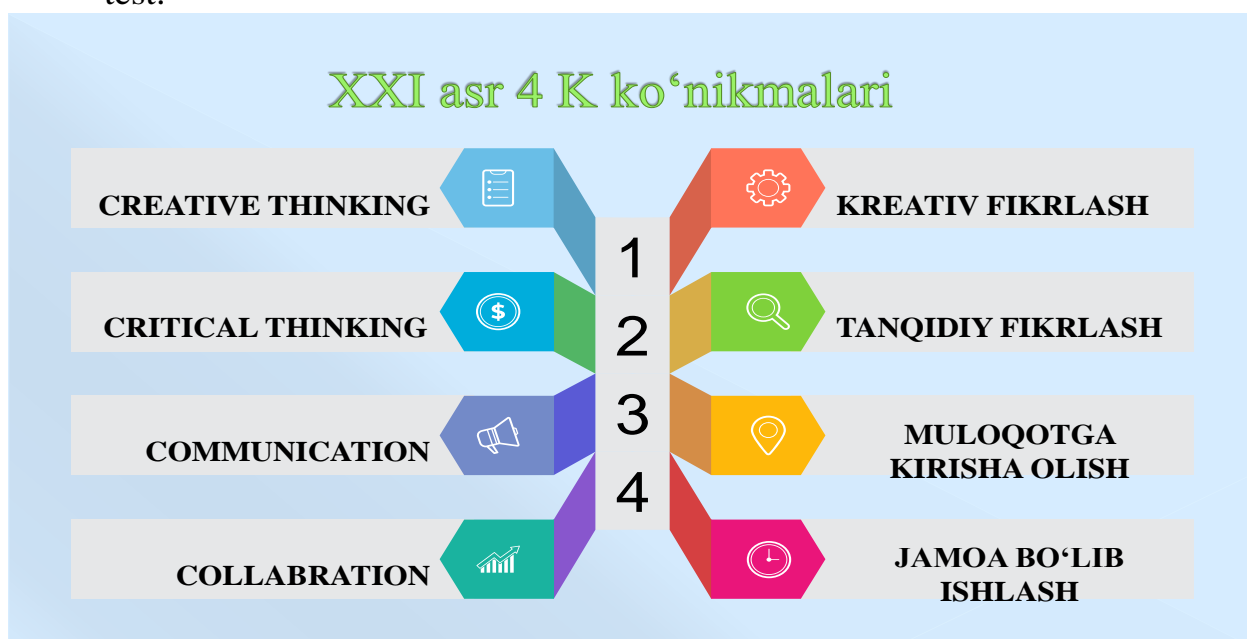 test.
XXI asr 4 K ko‘nikmalari
CREATIVE THINKING
1
KREATIV FIKRLASH
CRITICAL THINKING
2
TANQIDIY FIKRLASH
COMMUNICATION
3
MULOQOTGA
KIRISHA OLISH
COLLABRATION
4
JAMOA BO‘LIB
ISHLASH